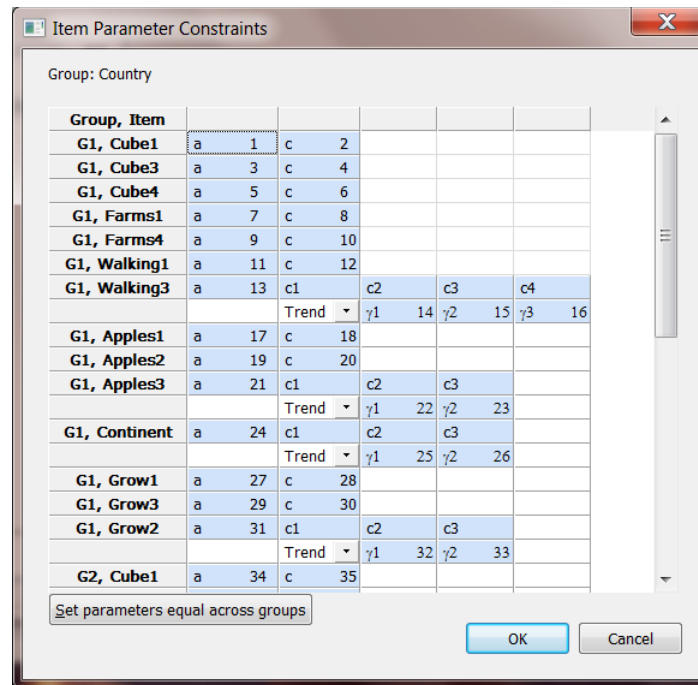 Item Parameter Constraints
X
Group: Country
Group, Item
G1, Cube1 a 1 c 2
G1, Cube3 a 3 c 4
G1, Cube4 a 5 c 6
G1, Farms1 a 7 c 8
G1, Farms4 a 9 c 10
G1, Walking1 a 11 c 12
G1, Walking3 a 13 c1 c2 c3 c4
Trend γ1 14 γ2 15 γ3 16
G1, Apples1 a 17 c 18
G1, Apples2 a 19 c 20
G1, Apples3 a 21 c1 c2 c3
Trend γ1 22 γ2 23
G1, Continent a 24 c1 c2 c3
Trend γ1 25 γ2 26
G1, Grow1 a 27 c 28
G1, Grow3 a 29 c 30
G1, Grow2 a 31 c1 c2 c3
Trend γ1 32 γ2 33
G2, Cube1 a 34 c 35
Set parameters equal across groups
OK Cancel